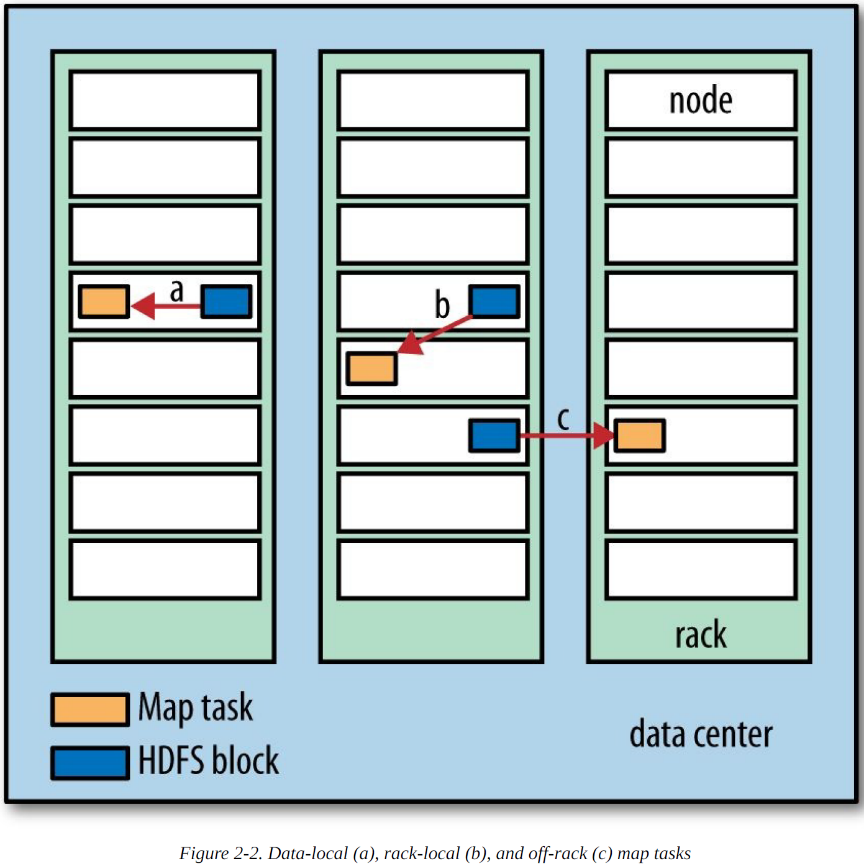 node
a
b
c
rack
Map task
HDFS block
data center
Figure 2-2. Data-local (a), rack-local (b), and off-rack (c) map tasks